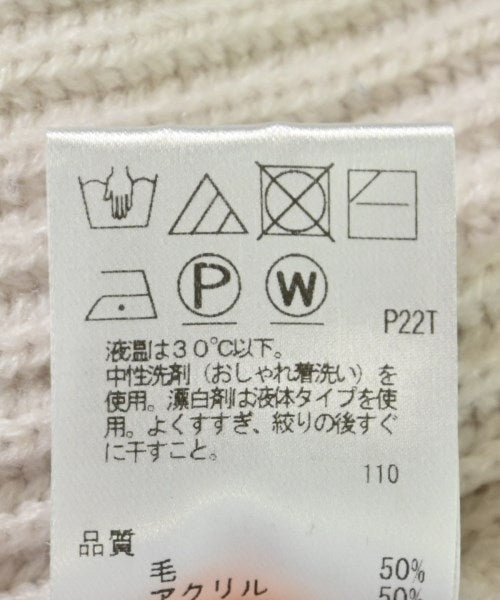 P W
P22T
液温は30℃以下。
中性洗剤（おしゃれ着洗い）を
使用。漂白剤は液体タイプを使
用。よくすすぎ、絞りの後すぐ
に干すこと。
110
品質
毛 50%
アクリル 50%